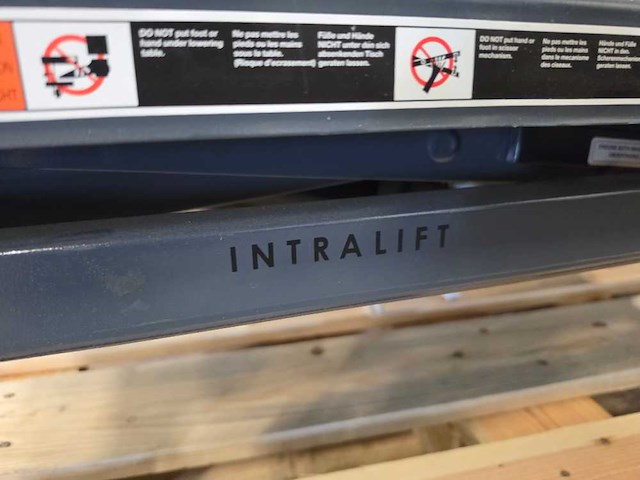 DO NOT put foot or
hand under lowering
table.
Ne pas mettre les
pieds ou les mains
sous la table.
(Risque d'ecrasement)
Füße und Hände
NICHT unter den sich
absenkenden Tisch
geraten lassen.
DO NOT put hand or
foot in scissor
mechanism.
Ne pas mettre les
pieds ou les mains
dans le mecanisme
des ciseaux.
Hände und Füße
NICHT in den
Scherenmechanismus
geraten lassen.
INTRALIFT